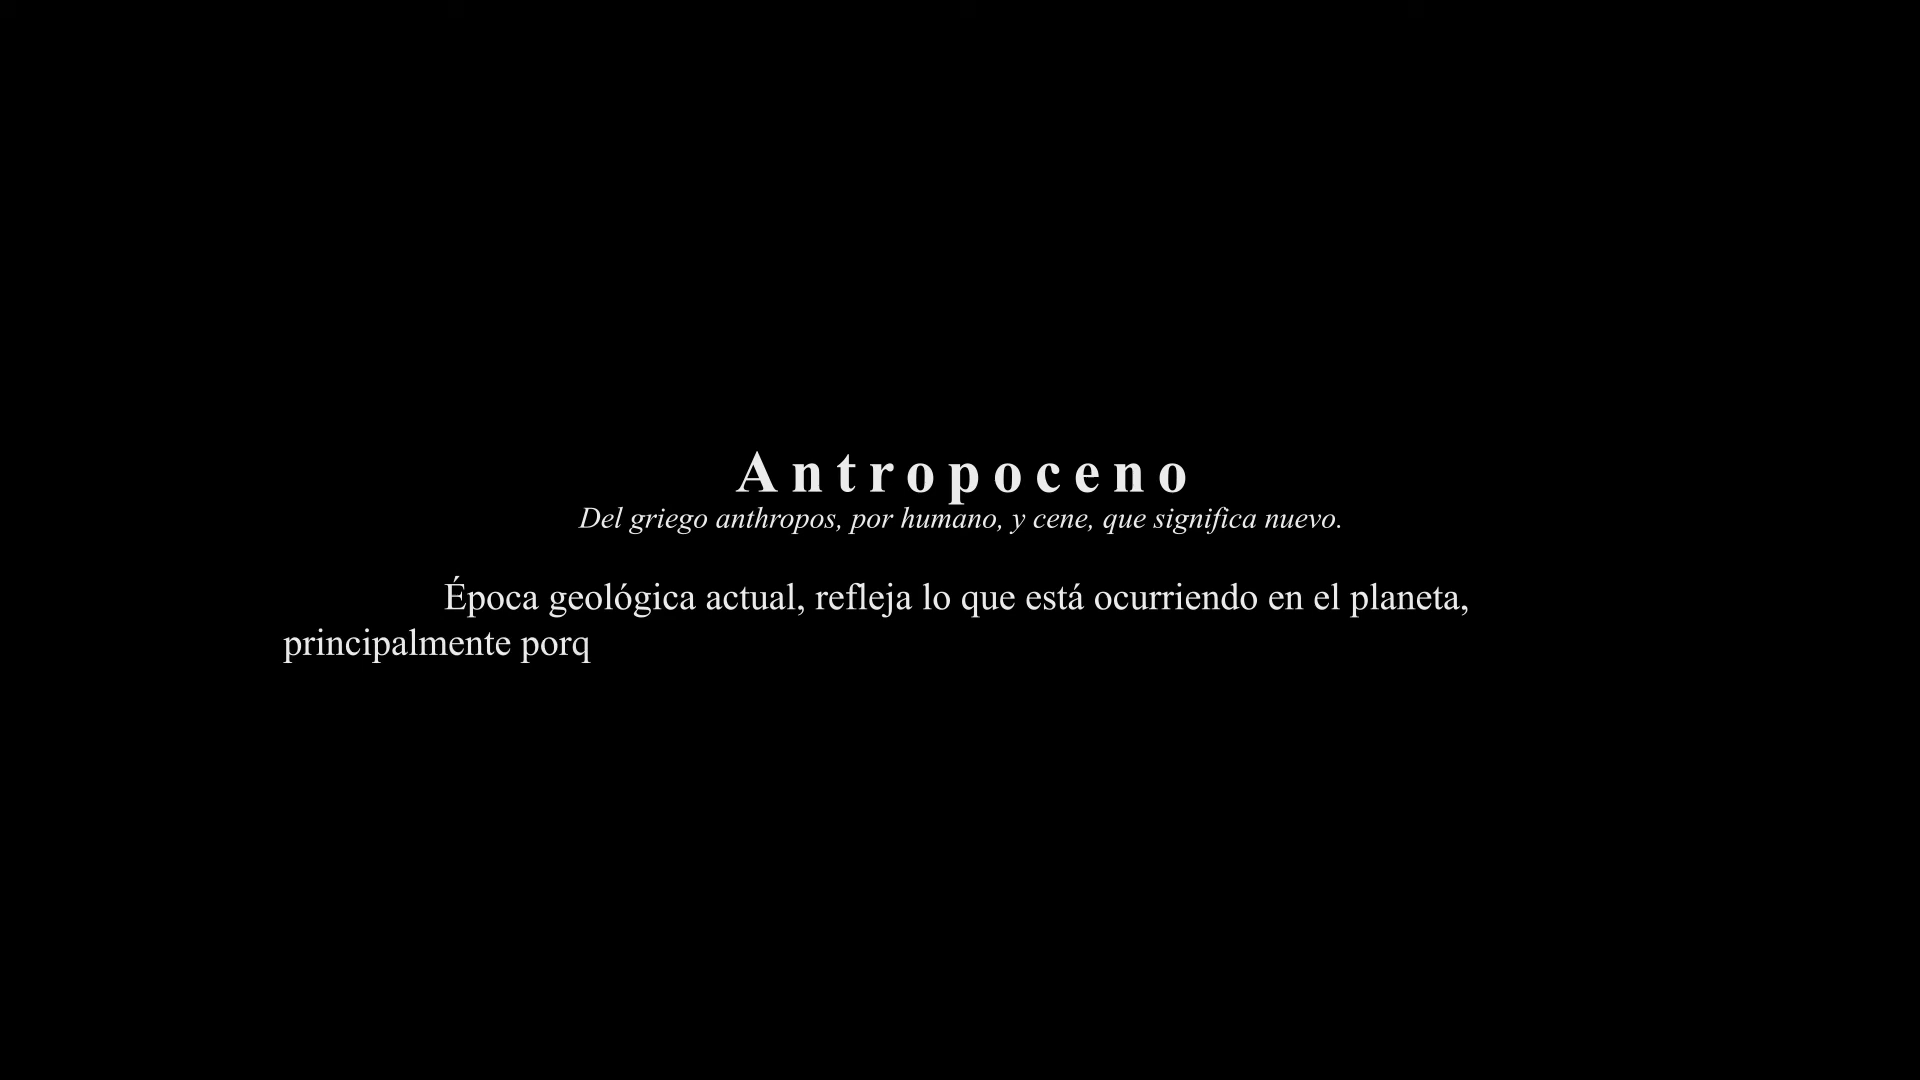 Antropoceno
Del griego anthropos, por humano, y cene, que significa nuevo.
Época geológica actual, refleja lo que está ocurriendo en el planeta,
principalmente porq